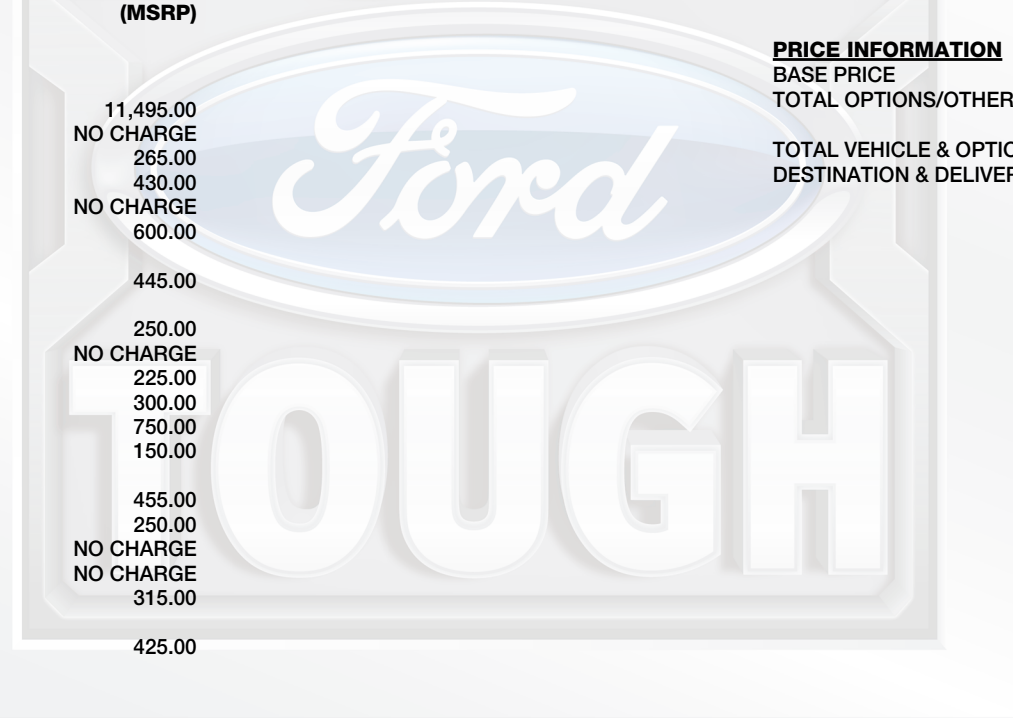 (MSRP)
11,495.00
NO CHARGE
265.00
430.00
NO CHARGE
600.00
445.00
250.00
NO CHARGE
225.00
300.00
750.00
150.00
455.00
250.00
NO CHARGE
NO CHARGE
315.00
425.00
PRICE INFORMATION
BASE PRICE
TOTAL OPTIONS/OTHER
TOTAL VEHICLE & OPTIO
DESTINATION & DELIVER
Ford
TOUGH